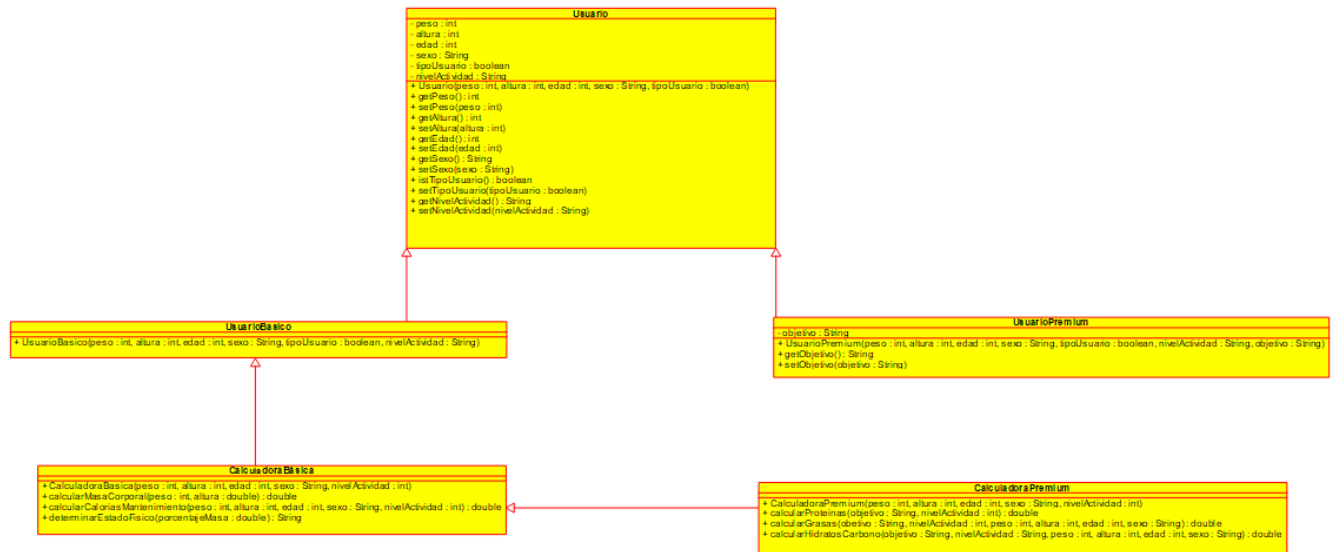 Usuario
- peso : int
- altura : int
- edad : int
- sexo : String
- tipoUsuario : boolean
- nivelActividad : String
+ Usuario(peso : int, altura : int, edad : int, sexo : String, tipoUsuario : boolean)
+ getPeso() : int
+ setPeso(peso : int)
+ getAltura() : int
+ setAltura(altura : int)
+ getEdad() : int
+ setEdad(edad : int)
+ getSexo() : String
+ setSexo(sexo : String)
+ istTipoUsuario() : boolean
+ setTipoUsuario(tipoUsuario : boolean)
+ getNivelActividad() : String
+ setNivelActividad(nivelActividad : String)
UsuarioBasico
+ UsuarioBasico(peso : int, altura : int, edad : int, sexo : String, tipoUsuario : boolean, nivelActividad : String)
UsuarioPremium
- objetivo : String
+ UsuarioPremium(peso : int, altura : int, edad : int, sexo : String, tipoUsuario : boolean, nivelActividad : String, objetivo : String)
+ getObjetivo() : String
+ setObjetivo(objetivo : String)
CalculadoraBásica
+ CalculadoraBasica(peso : int, altura : int, edad : int, sexo : String, nivelActividad : int)
+ calcularMasaCorporal(peso : int, altura : double) : double
+ calcularCaloriasMantenimiento(peso : int, altura : int, edad : int, sexo : String, nivelActividad : int) : double
+ determinarEstadoFisico(porcentajeMasa : double) : String
CalculadoraPremium
+ CalculadoraPremium(peso : int, altura : int, edad : int, sexo : String, nivelActividad : int)
+ calcularProteinas(objetivo : String, nivelActividad : int) : double
+ calcularGrasas(obetivo : String, nivelActividad : int, peso : int, altura : int, edad : int, sexo : String) : double
+ calcularHidratosCarbono(objetivo : String, nivelActividad : String, peso : int, altura : int, edad : int, sexo : String) : double